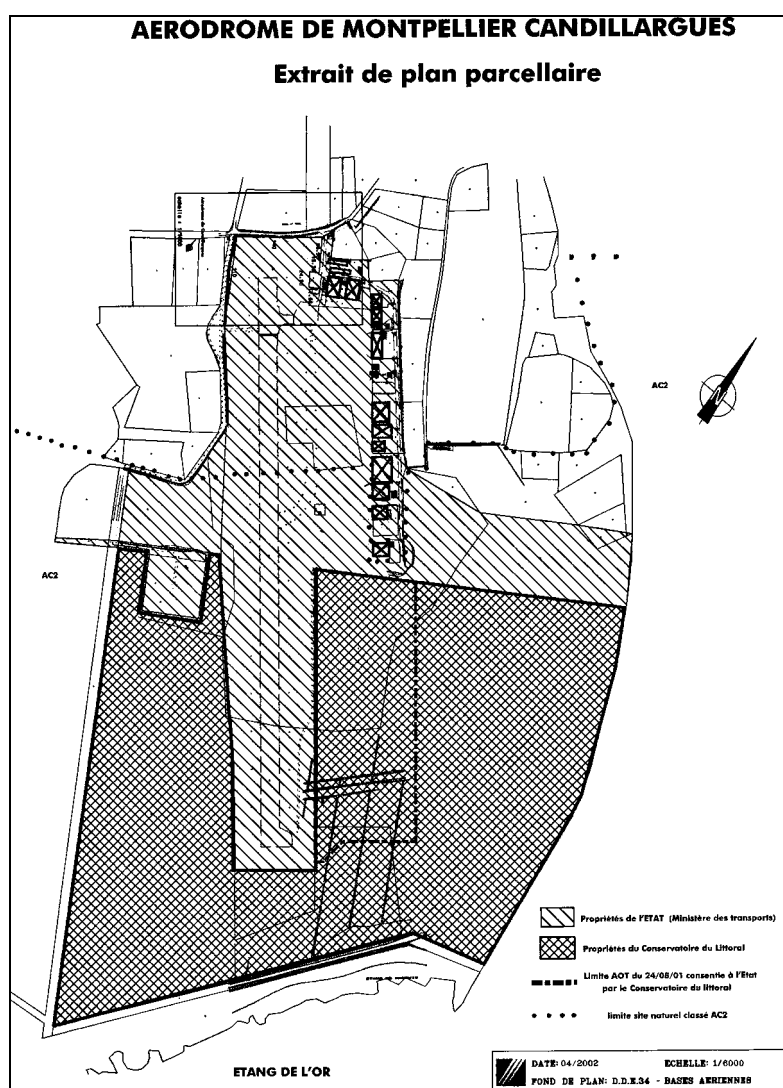 AERODROME DE MONTPELLIER CANDILLARGUES
Extrait de plan parcellaire
AC2
AC2
Propriétés de l'ETAT (Ministère des transports)
Propriétés du Conservatoire du Littoral
Limite AOT du 24/08/01 consentie à l'Etat
par le Conservatoire du littoral
limite site naturel classé AC2
ETANG DE L'OR
DATE: 04/2002 ECHELLE: 1/6000
FOND DE PLAN: D.D.E.34 - BASES AERIENNES